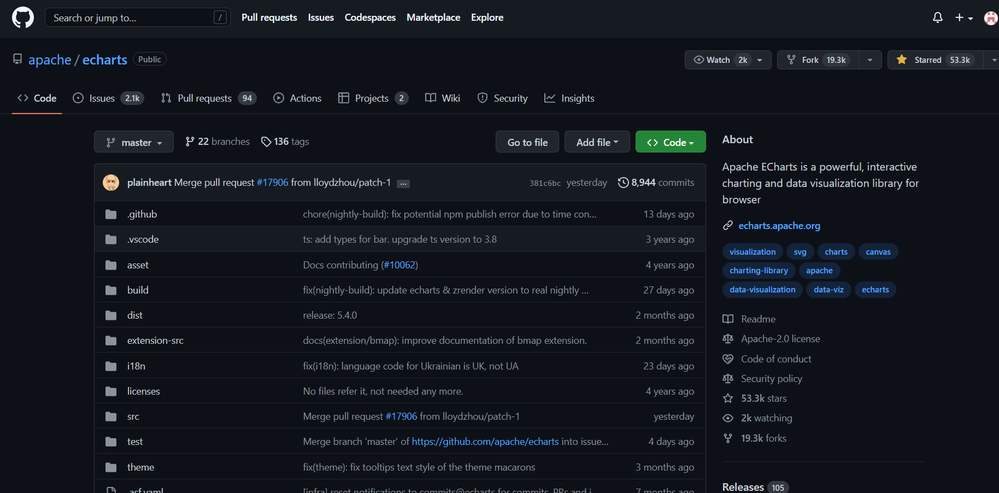 Search or jump to... / Pull requests Issues Codespaces Marketplace Explore
apache / echarts Public Watch 2k Fork 19.3k Starred 53.3k
Code Issues 2.1k Pull requests 94 Actions Projects 2 Wiki Security Insights
master 22 branches 136 tags Go to file Add file Code
plainheart Merge pull request #17906 from lloydzhou/patch-1 ... 381c6bc yesterday 8,944 commits
.github chore(nightly-build): fix potential npm publish error due to time con... 13 days ago
.vscode ts: add types for bar. upgrade ts version to 3.8 3 years ago
asset Docs contributing (#10062) 4 years ago
build fix(nightly-build): update echarts & zrender version to real nightly ... 27 days ago
dist release: 5.4.0 2 months ago
extension-src docs(extension/bmap): improve documentation of bmap extension. 2 months ago
i18n fix(i18n): language code for Ukrainian is UK, not UA 23 days ago
licenses No files refer it, not needed any more. 4 years ago
src Merge pull request #17906 from lloydzhou/patch-1 yesterday
test Merge branch 'master' of https://github.com/apache/echarts into issue... 4 days ago
theme fix(theme): fix tooltips text style of the theme macarons 3 months ago
.asf.yaml [infra] reset notifications to commits@echarts for commits, PRs and i... 7 months ago
About
Apache ECharts is a powerful, interactive
charting and data visualization library for
browser
echarts.apache.org
visualization svg charts canvas
charting-library apache
data-visualization data-viz echarts
Readme
Apache-2.0 license
Code of conduct
Security policy
53.3k stars
2k watching
19.3k forks
Releases 105